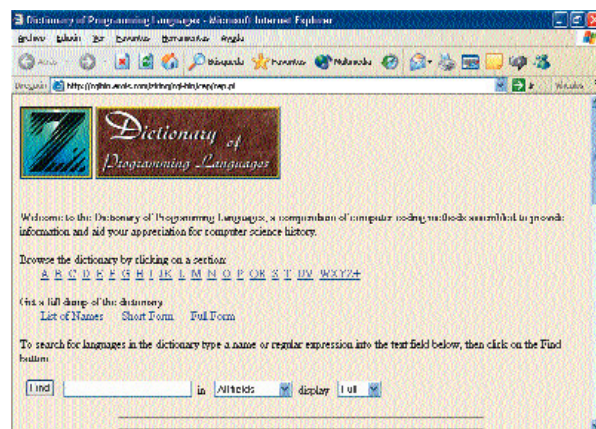 Dictionary of Programming Languages - Microsoft Internet Explorer
Archivo Edición Ver Favoritos Herramientas Ayuda
Atrás Búsqueda Favoritos Multimedia
Dirección Ir Vínculos
Dictionary of
Programming Languages
Welcome to the Dictionary of Programming Languages, a compendium of computer coding methods assembled to provide
information and aid your appreciation for computer science history.
Browse the dictionary by clicking on a section:
A B C D E F G H I JK L M N O P QR S T UV WXYZ+
Get a full dump of the dictionary
List of Names Short Form Full Form
To search for languages in the dictionary type a name or regular expression into the text field below, then click on the Find
button.
Find in All fields display Full